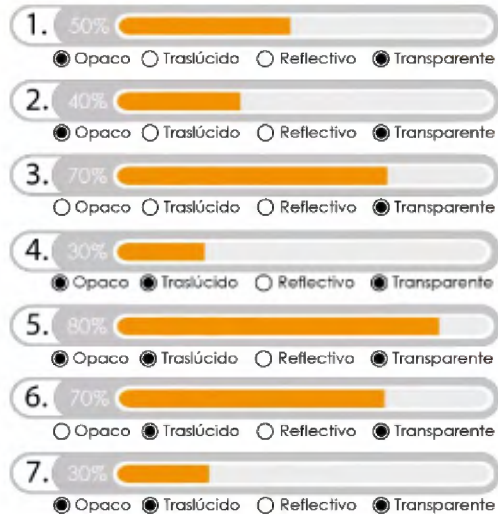 1. 50%
Opaco Traslúcido Reflectivo Transparente
2. 40%
Opaco Traslúcido Reflectivo Transparente
3. 70%
Opaco Traslúcido Reflectivo Transparente
4. 30%
Opaco Traslúcido Reflectivo Transparente
5. 80%
Opaco Traslúcido Reflectivo Transparente
6. 70%
Opaco Traslúcido Reflectivo Transparente
7. 30%
Opaco Traslúcido Reflectivo Transparente